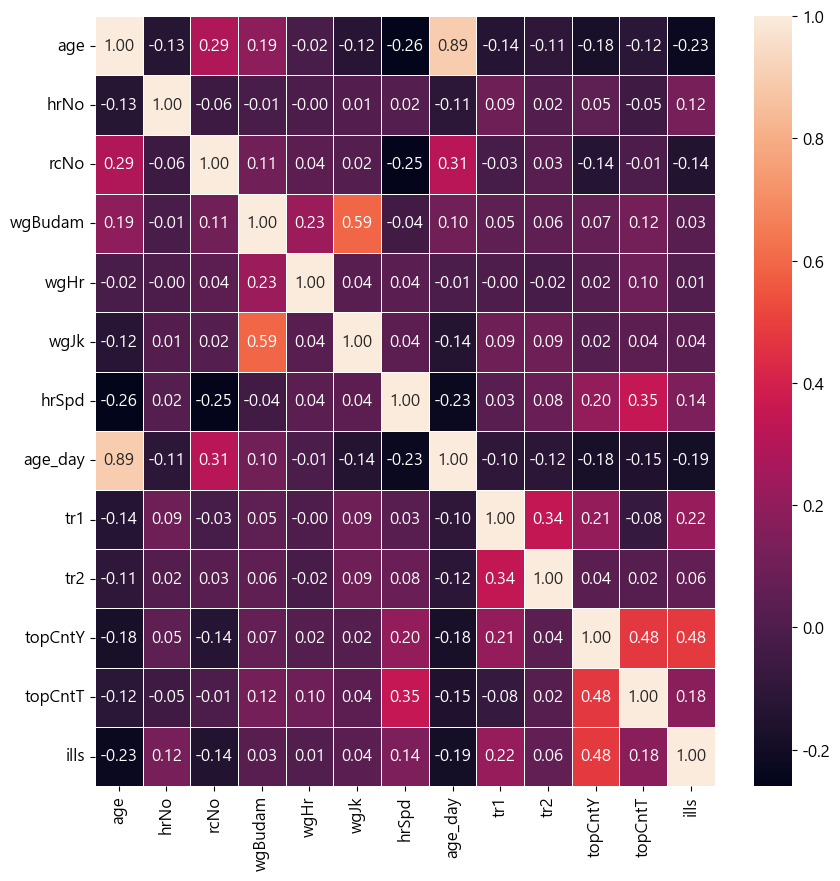 age 1.00 -0.13 0.29 0.19 -0.02 -0.12 -0.26 0.89 -0.14 -0.11 -0.18 -0.12 -0.23
hrNo -0.13 1.00 -0.06 -0.01 -0.00 0.01 0.02 -0.11 0.09 0.02 0.05 -0.05 0.12
rcNo 0.29 -0.06 1.00 0.11 0.04 0.02 -0.25 0.31 -0.03 0.03 -0.14 -0.01 -0.14
wgBudam 0.19 -0.01 0.11 1.00 0.23 0.59 -0.04 0.10 0.05 0.06 0.07 0.12 0.03
wgHr -0.02 -0.00 0.04 0.23 1.00 0.04 0.04 -0.01 -0.00 -0.02 0.02 0.10 0.01
wgJk -0.12 0.01 0.02 0.59 0.04 1.00 0.04 -0.14 0.09 0.09 0.02 0.04 0.04
hrSpd -0.26 0.02 -0.25 -0.04 0.04 0.04 1.00 -0.23 0.03 0.08 0.20 0.35 0.14
age_day 0.89 -0.11 0.31 0.10 -0.01 -0.14 -0.23 1.00 -0.10 -0.12 -0.18 -0.15 -0.19
tr1 -0.14 0.09 -0.03 0.05 -0.00 0.09 0.03 -0.10 1.00 0.34 0.21 -0.08 0.22
tr2 -0.11 0.02 0.03 0.06 -0.02 0.09 0.08 -0.12 0.34 1.00 0.04 0.02 0.06
topCntY -0.18 0.05 -0.14 0.07 0.02 0.02 0.20 -0.18 0.21 0.04 1.00 0.48 0.48
topCntT -0.12 -0.05 -0.01 0.12 0.10 0.04 0.35 -0.15 -0.08 0.02 0.48 1.00 0.18
ills -0.23 0.12 -0.14 0.03 0.01 0.04 0.14 -0.19 0.22 0.06 0.48 0.18 1.00
age hrNo rcNo wgBudam wgHr wgJk hrSpd age_day tr1 tr2 topCntY topCntT ills
1.0
0.8
0.6
0.4
0.2
0.0
-0.2